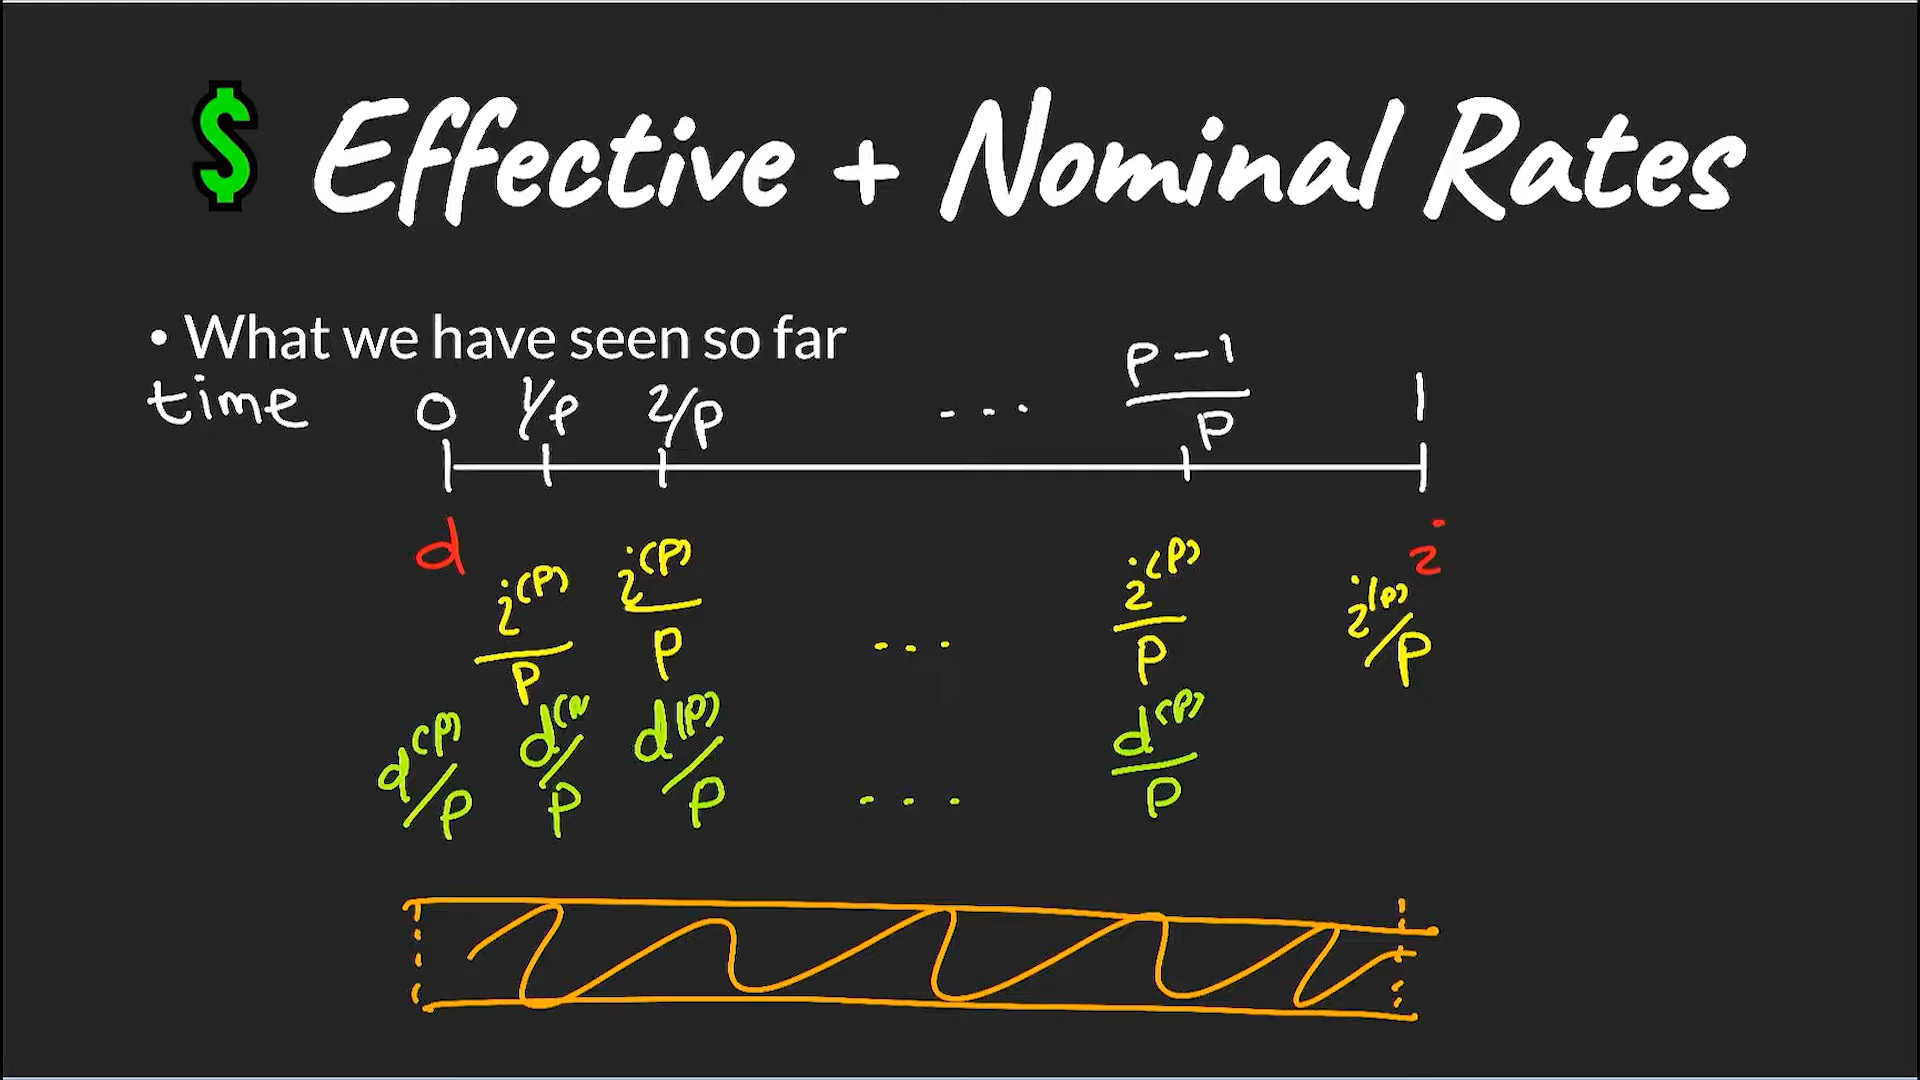 $ Effective + Nominal Rates
• What we have seen so far
time 0 1/p 2/p ... p-1/p 1
d i
i^(p)/p i^(p)/p ... i^(p)/p i^(p)/p
d^(p)/p d^(p)/p d^(p)/p ... d^(p)/p